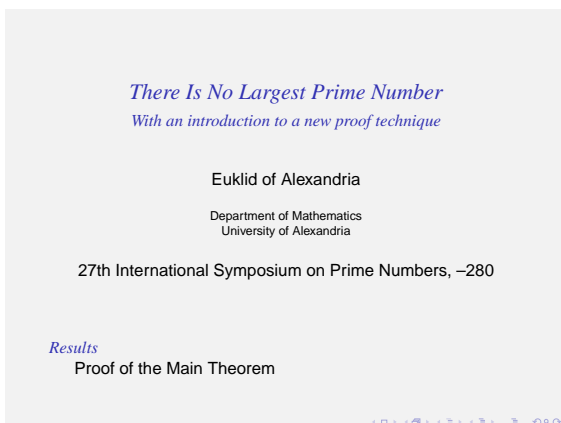 There Is No Largest Prime Number
With an introduction to a new proof technique
Euklid of Alexandria
Department of Mathematics
University of Alexandria
27th International Symposium on Prime Numbers, –280
Results
Proof of the Main Theorem